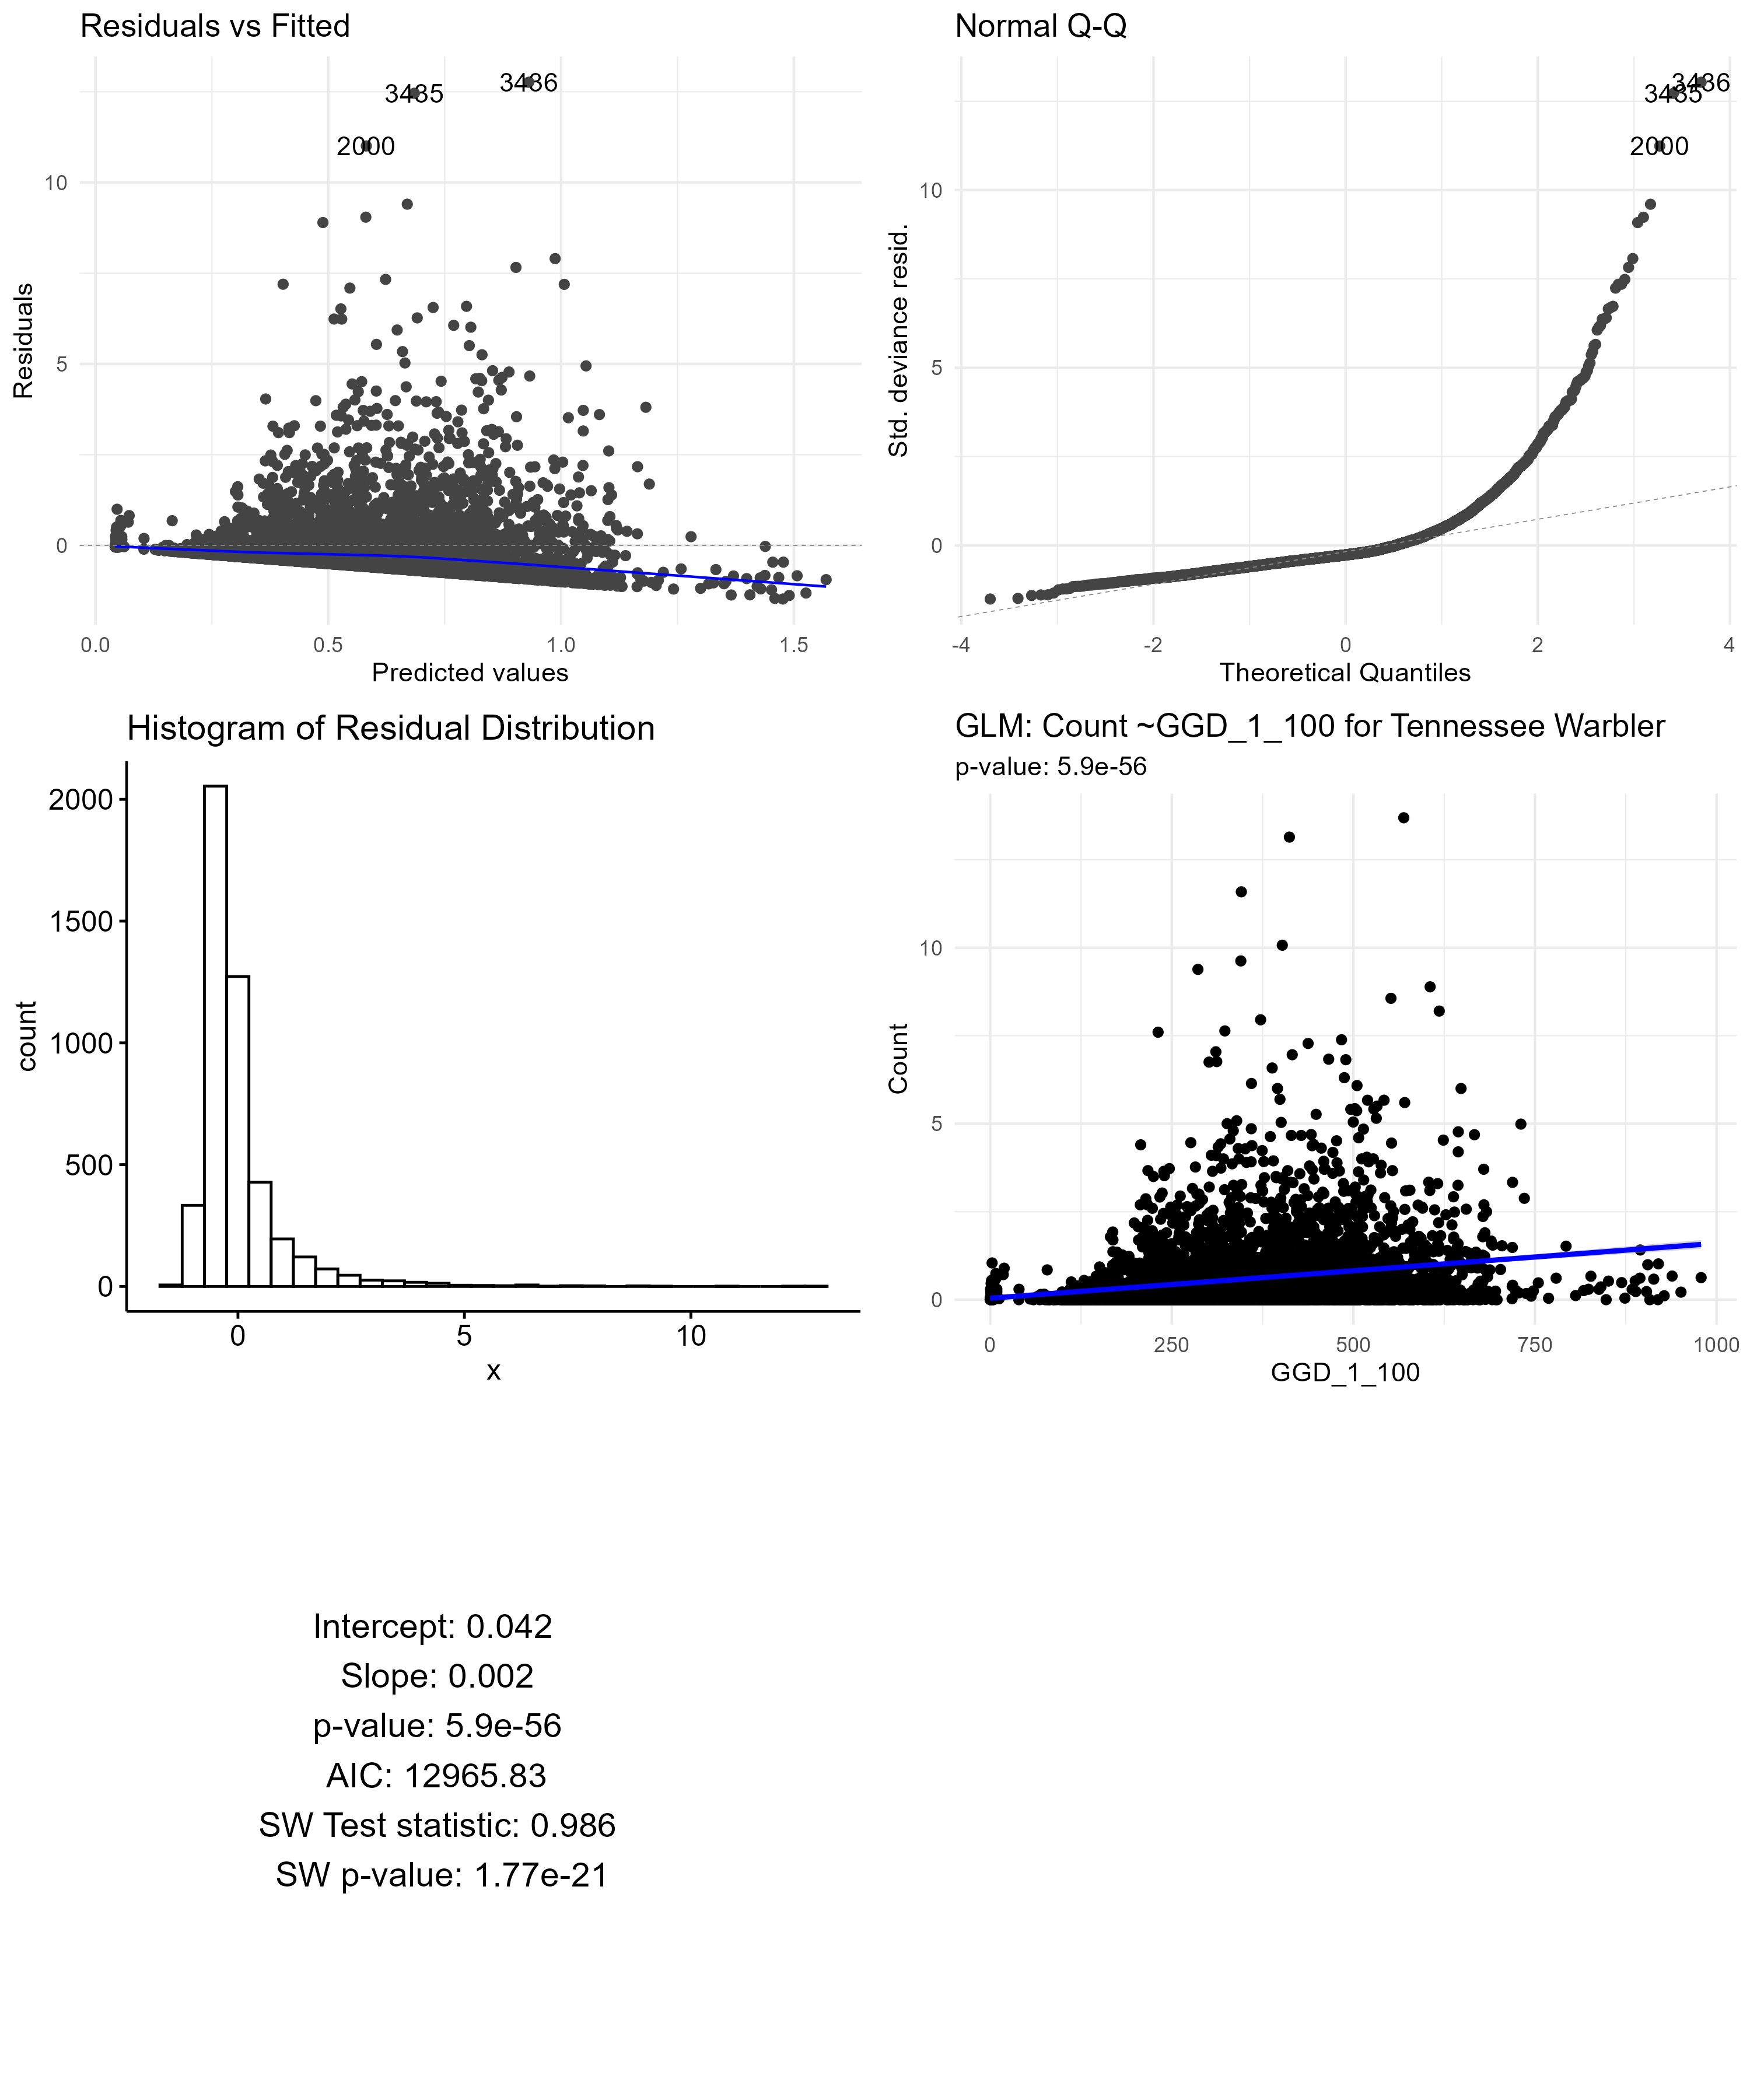 Residuals vs Fitted
3435
3436
2000
10
5
0
Residuals
0.0
0.5
1.0
1.5
Predicted values
Normal Q-Q
3436
3435
2000
10
5
0
Std. deviance resid.
-4
-2
0
2
4
Theoretical Quantiles
Histogram of Residual Distribution
2000
1500
1000
500
0
count
0
5
10
x
GLM: Count ~GGD_1_100 for Tennessee Warbler
p-value: 5.9e-56
10
5
0
Count
0
250
500
750
1000
GGD_1_100
Intercept: 0.042
Slope: 0.002
p-value: 5.9e-56
AIC: 12965.83
SW Test statistic: 0.986
SW p-value: 1.77e-21